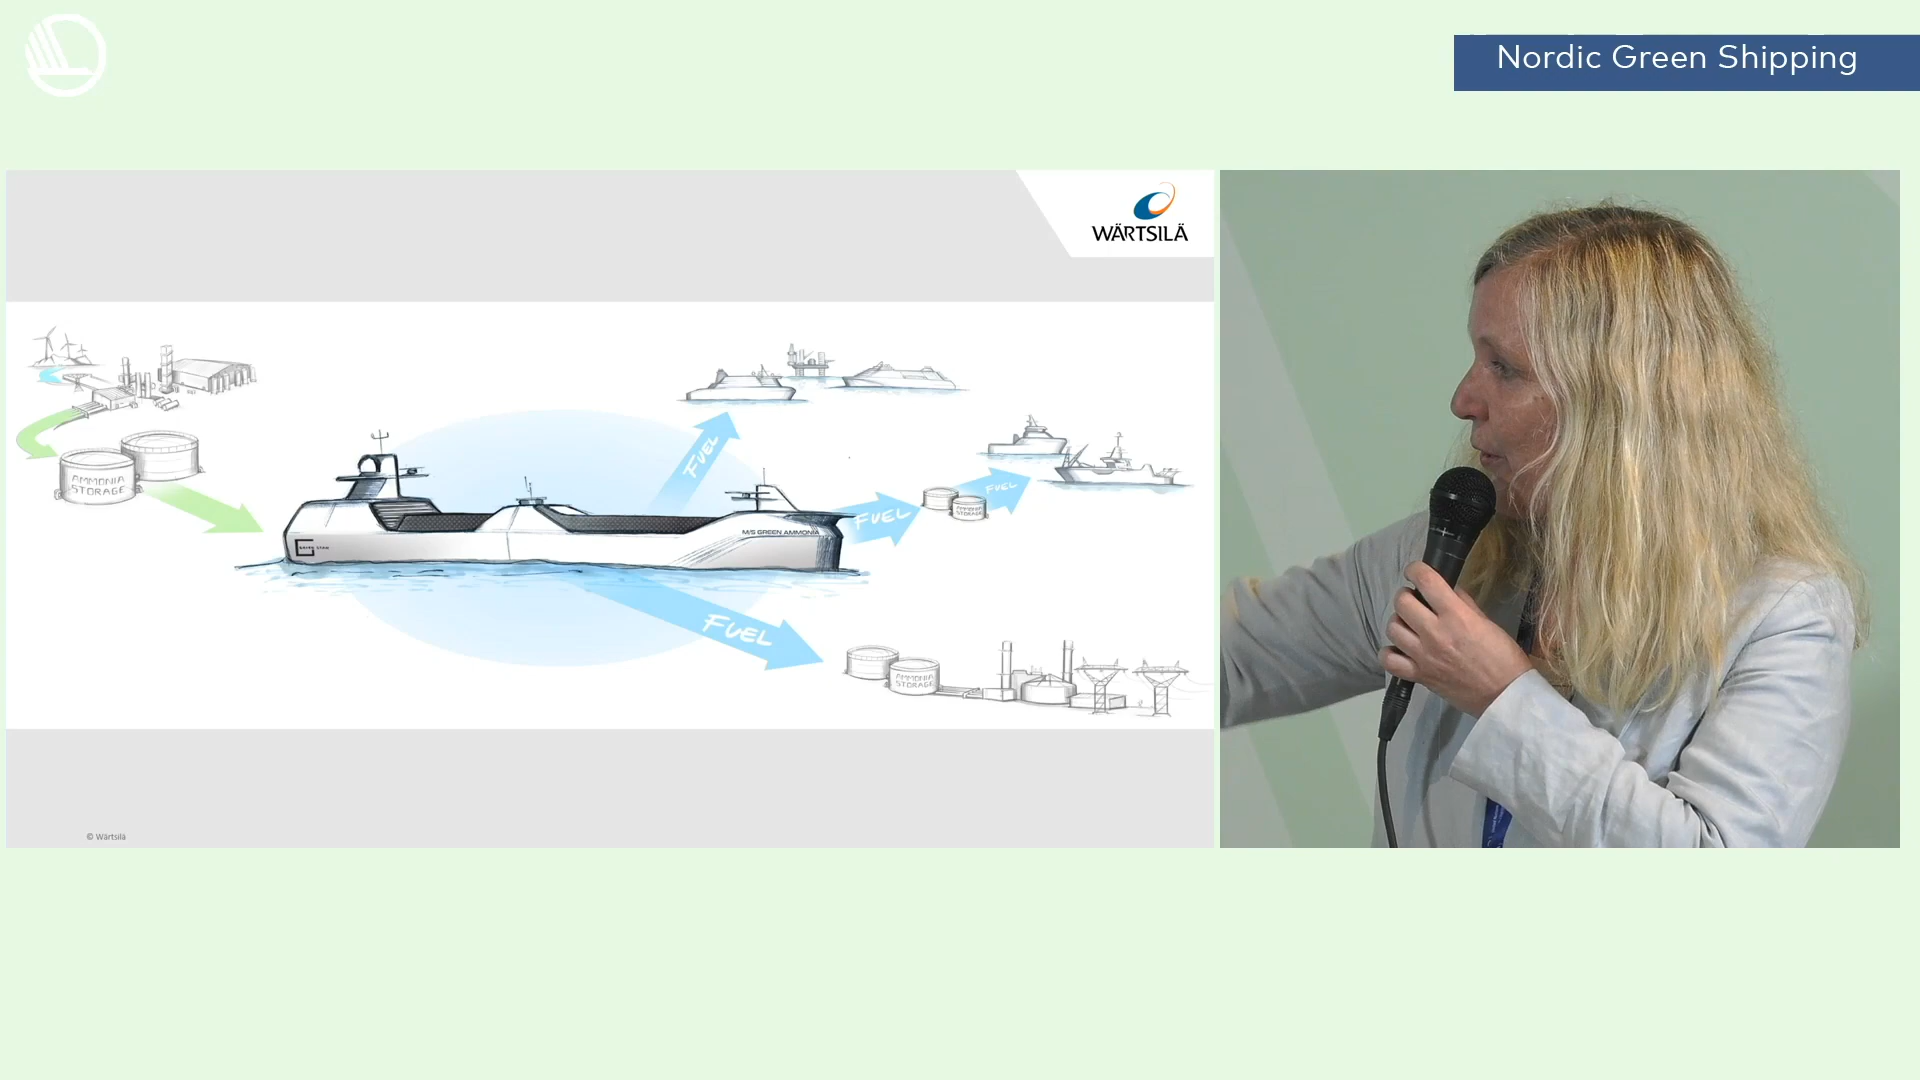 Nordic Green Shipping
WÄRTSILÄ
AMMONIA
STORAGE
FUEL
FUEL
FUEL
AMMONIA
STORAGE
M/S GREEN AMMONIA
FUEL
AMMONIA
STORAGE
© Wärtsilä